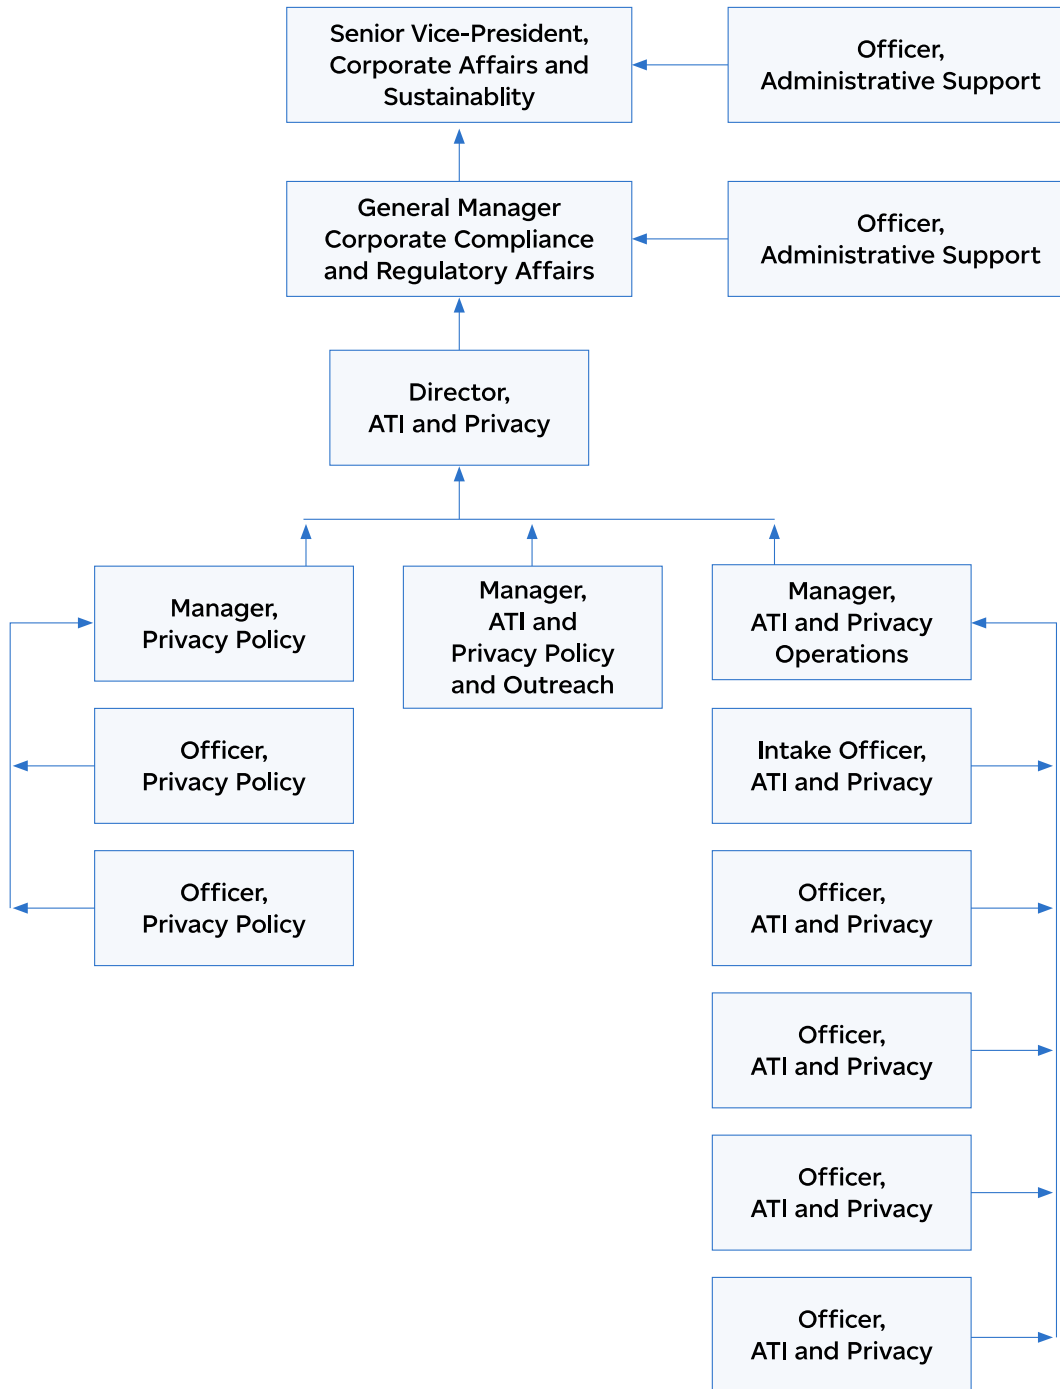 Senior Vice-President,
Corporate Affairs and
Sustainablity
Officer,
Administrative Support
General Manager
Corporate Compliance
and Regulatory Affairs
Officer,
Administrative Support
Director,
ATI and Privacy
Manager,
Privacy Policy
Manager,
ATI and
Privacy Policy
and Outreach
Manager,
ATI and Privacy
Operations
Officer,
Privacy Policy
Intake Officer,
ATI and Privacy
Officer,
Privacy Policy
Officer,
ATI and Privacy
Officer,
ATI and Privacy
Officer,
ATI and Privacy
Officer,
ATI and Privacy